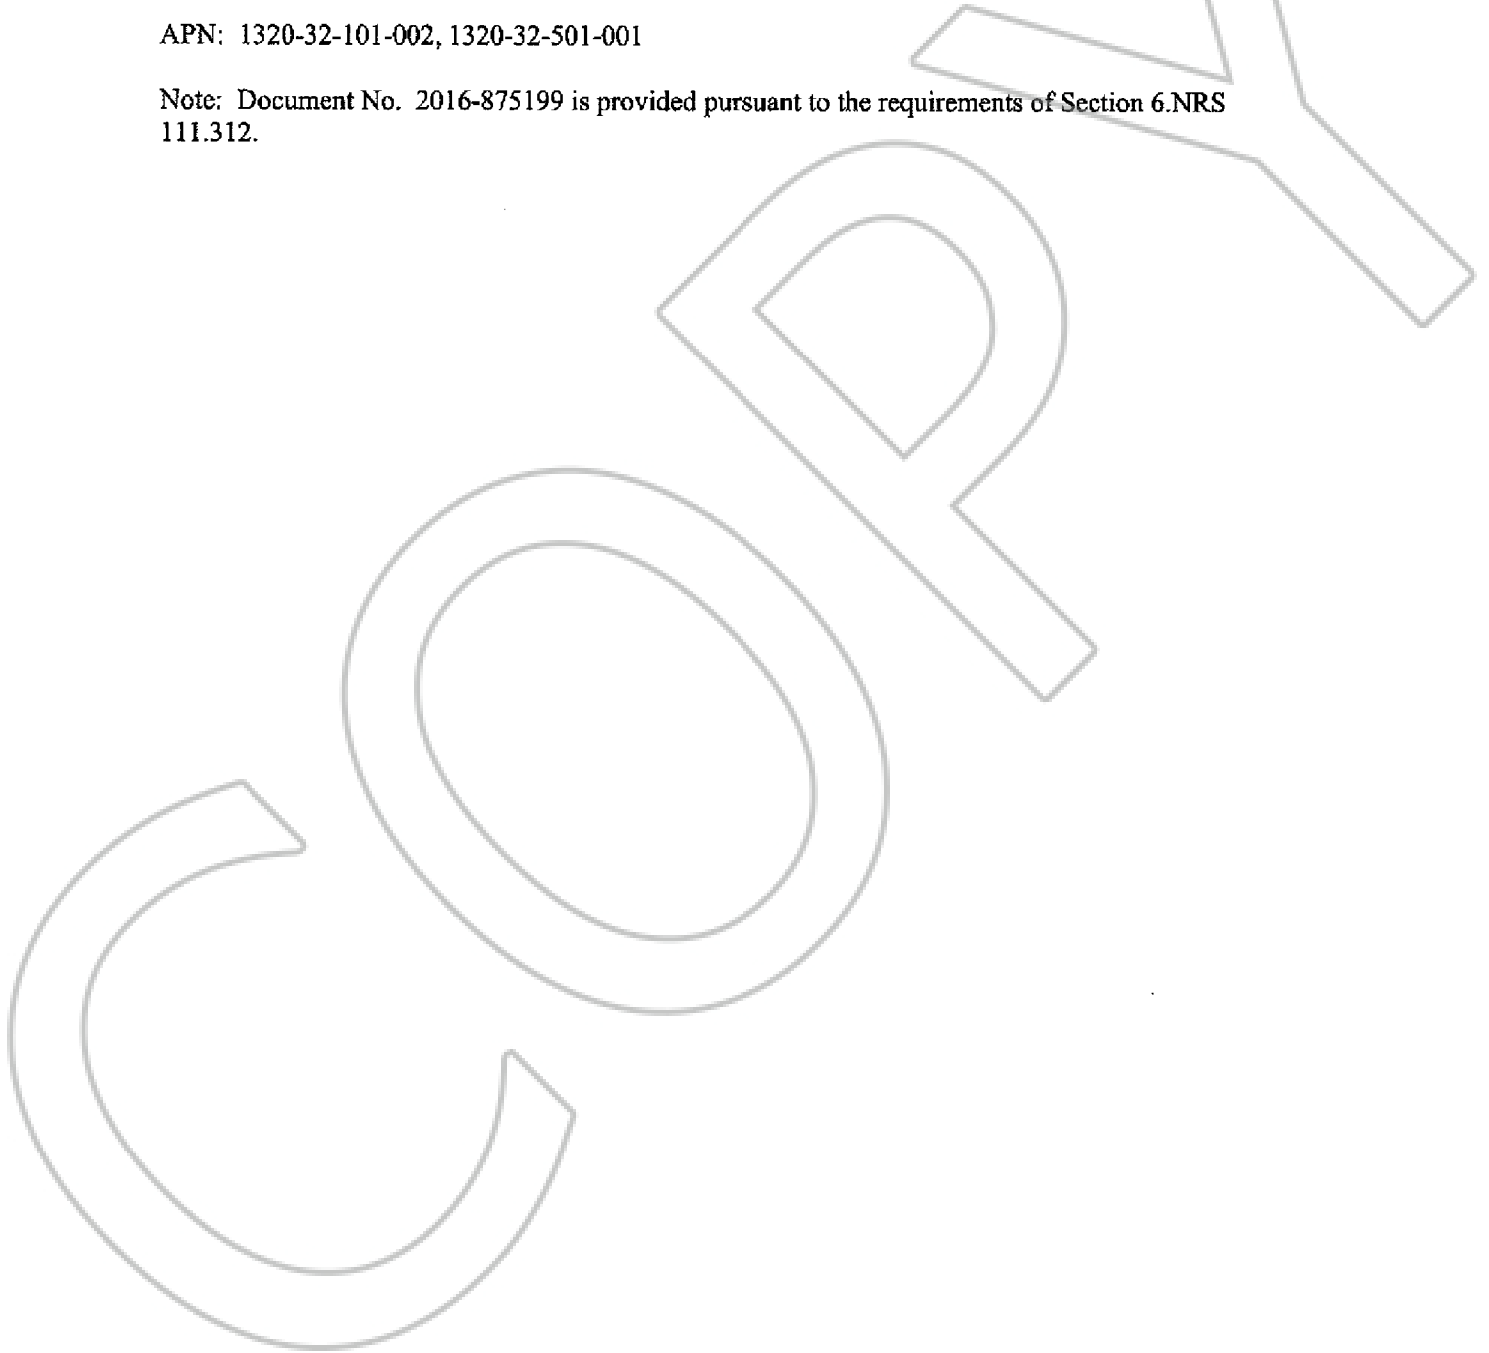 APN: 1320-32-101-002, 1320-32-501-001
Note: Document No. 2016-875199 is provided pursuant to the requirements of Section 6.NRS
111.312.
COPY